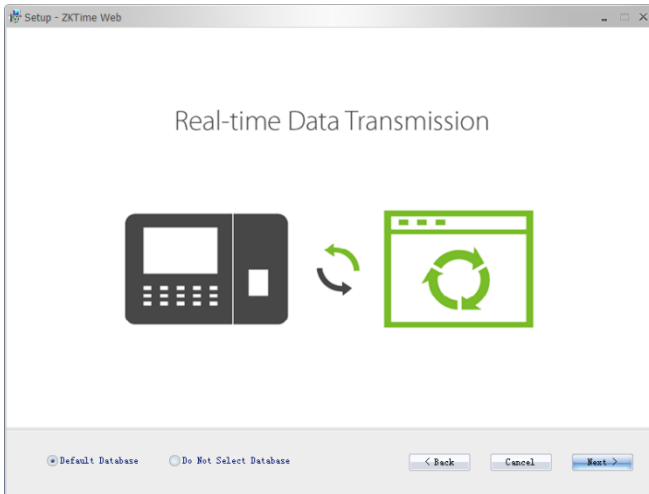 Setup - ZKTime Web
Real-time Data Transmission
Default Database
Do Not Select Database
< Back
Cancel
Next >